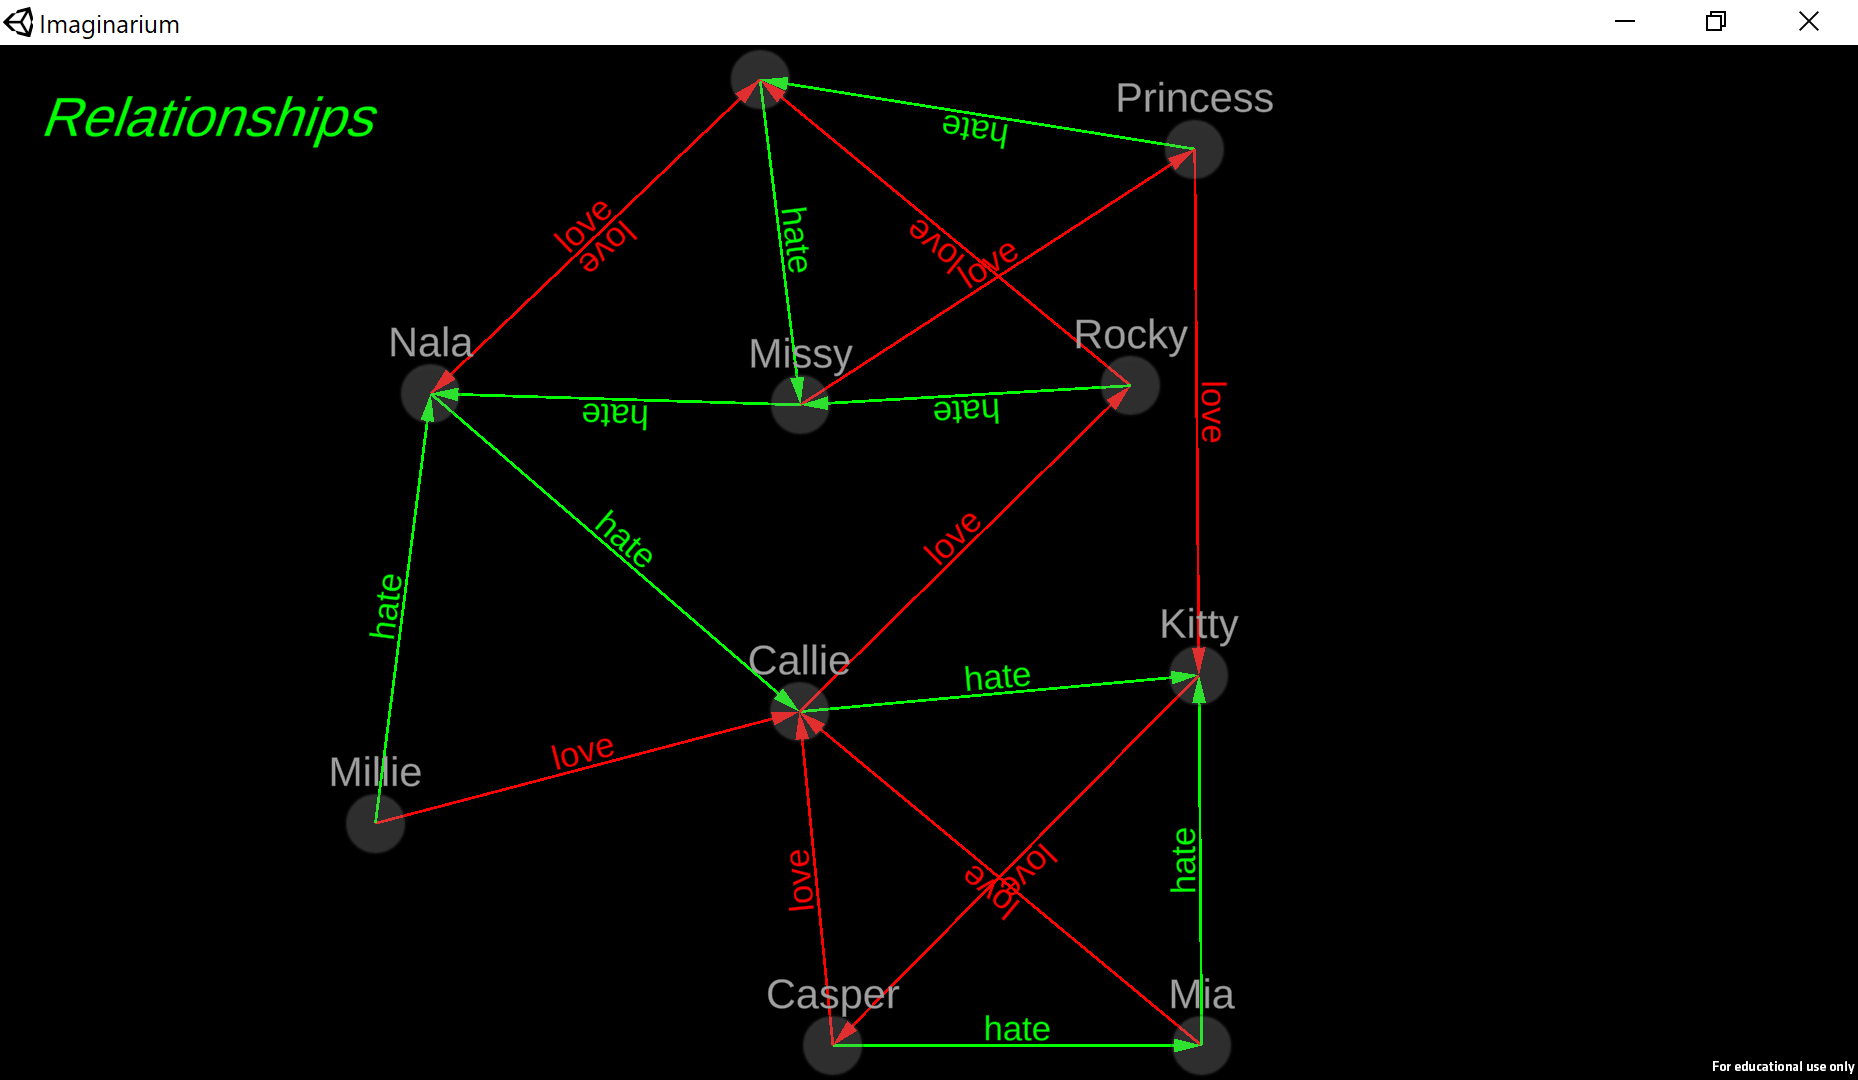 Imaginarium
Relationships
Princess
hate
love
love
hate
love
love
Nala
Missy
Rocky
hate
hate
love
hate
love
hate
Callie
hate
Kitty
love
Millie
love
love
love
hate
Casper
hate
Mia
For educational use only